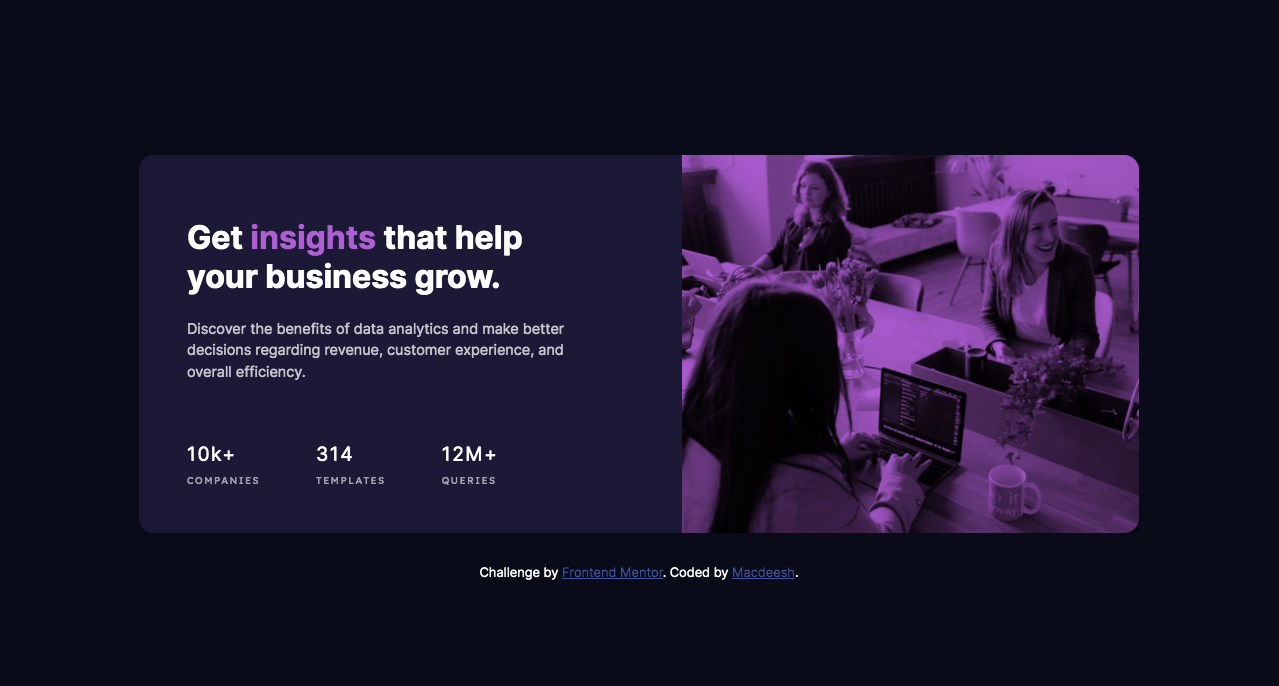 Get insights that help
your business grow.
Discover the benefits of data analytics and make better
decisions regarding revenue, customer experience, and
overall efficiency.
10k+ 314 12M+
COMPANIES TEMPLATES QUERIES
Challenge by Frontend Mentor. Coded by Macdeesh.